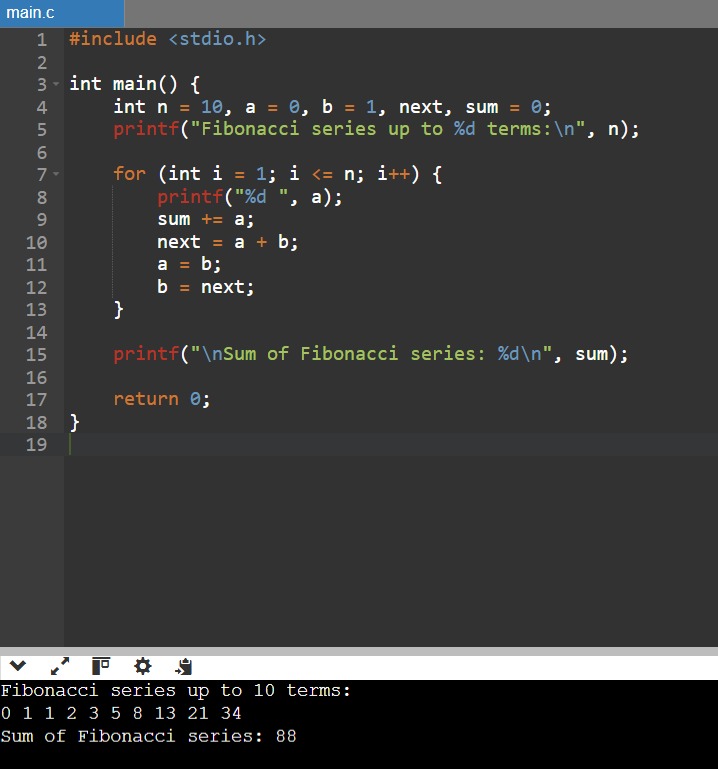 main.c
1 #include <stdio.h>
2
3 int main() {
4 int n = 10, a = 0, b = 1, next, sum = 0;
5 printf("Fibonacci series up to %d terms:\n", n);
6
7 for (int i = 1; i <= n; i++) {
8 printf("%d ", a);
9 sum += a;
10 next = a + b;
11 a = b;
12 b = next;
13 }
14
15 printf("\nSum of Fibonacci series: %d\n", sum);
16
17 return 0;
18 }
19
Fibonacci series up to 10 terms:
0 1 1 2 3 5 8 13 21 34
Sum of Fibonacci series: 88